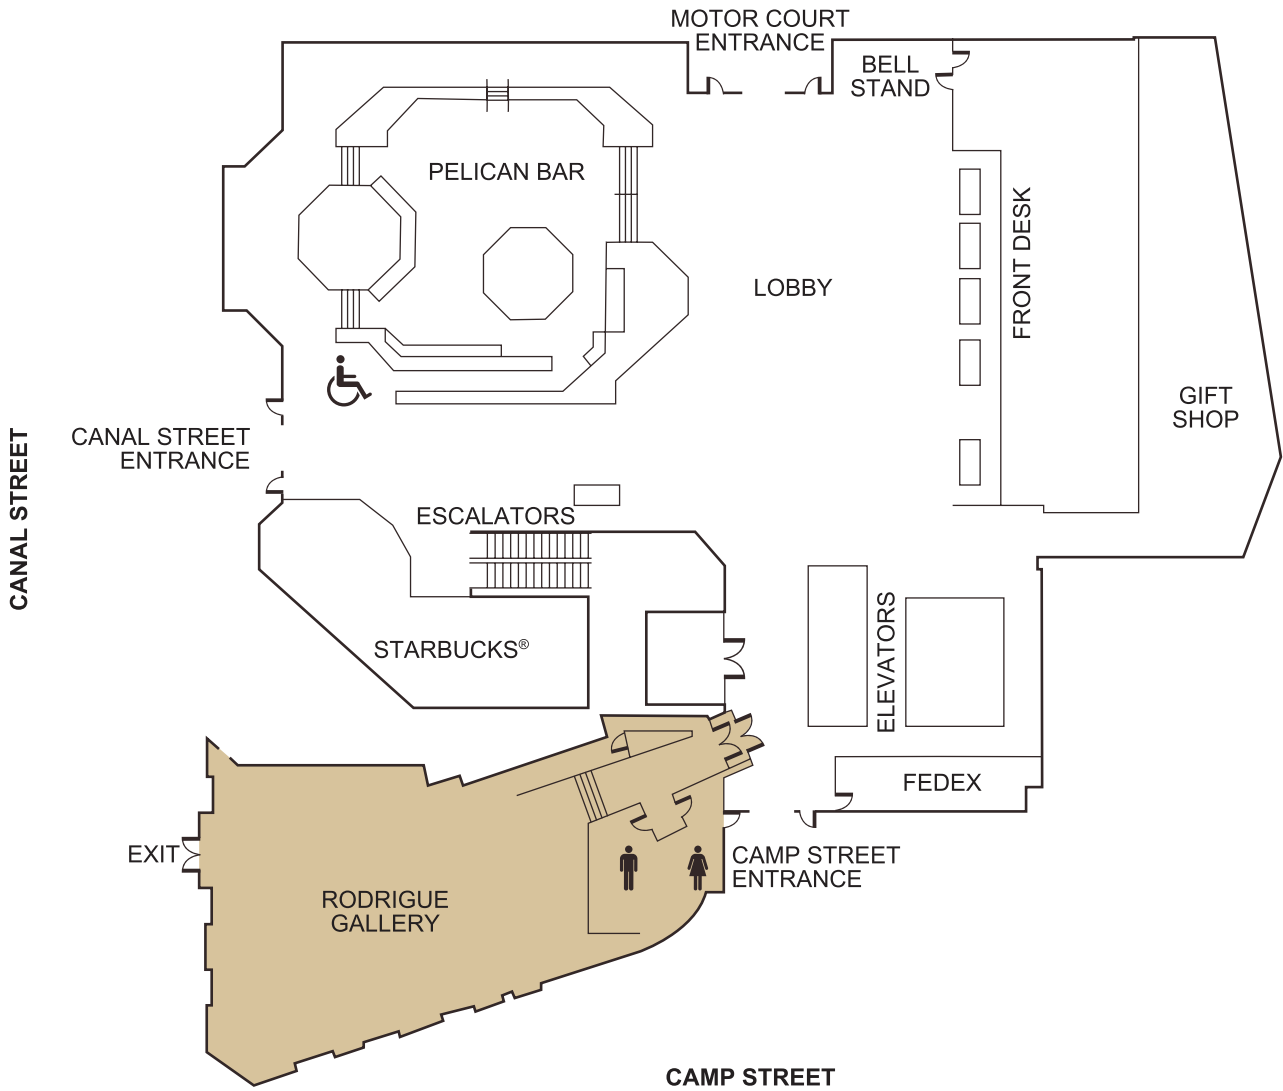 MOTOR COURT
ENTRANCE
BELL
STAND
PELICAN BAR
LOBBY
FRONT DESK
GIFT
SHOP
CANAL STREET
CANAL STREET
ENTRANCE
ESCALATORS
STARBUCKS®
ELEVATORS
FEDEX
EXIT
CAMP STREET
ENTRANCE
RODRIGUE
GALLERY
CAMP STREET